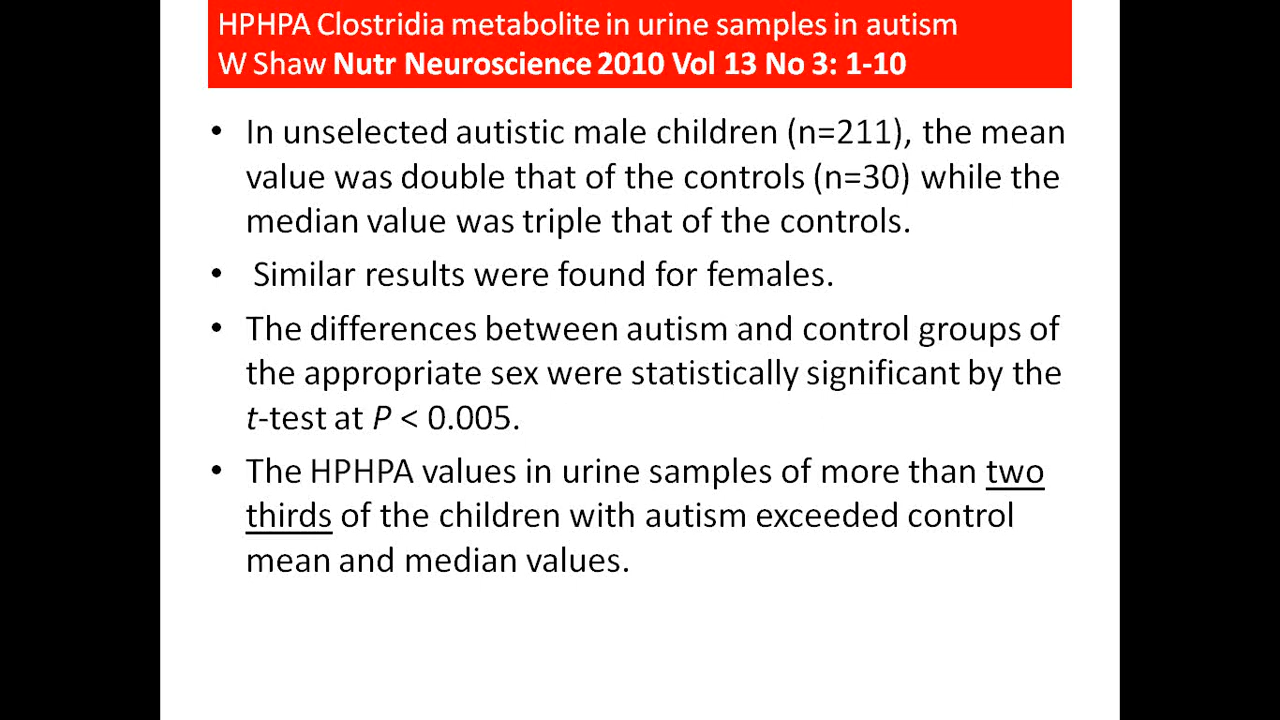 HPHPA Clostridia metabolite in urine samples in autism
W Shaw Nutr Neuroscience 2010 Vol 13 No 3: 1-10
• In unselected autistic male children (n=211), the mean
value was double that of the controls (n=30) while the
median value was triple that of the controls.
• Similar results were found for females.
• The differences between autism and control groups of
the appropriate sex were statistically significant by the
t-test at P < 0.005.
• The HPHPA values in urine samples of more than two
thirds of the children with autism exceeded control
mean and median values.